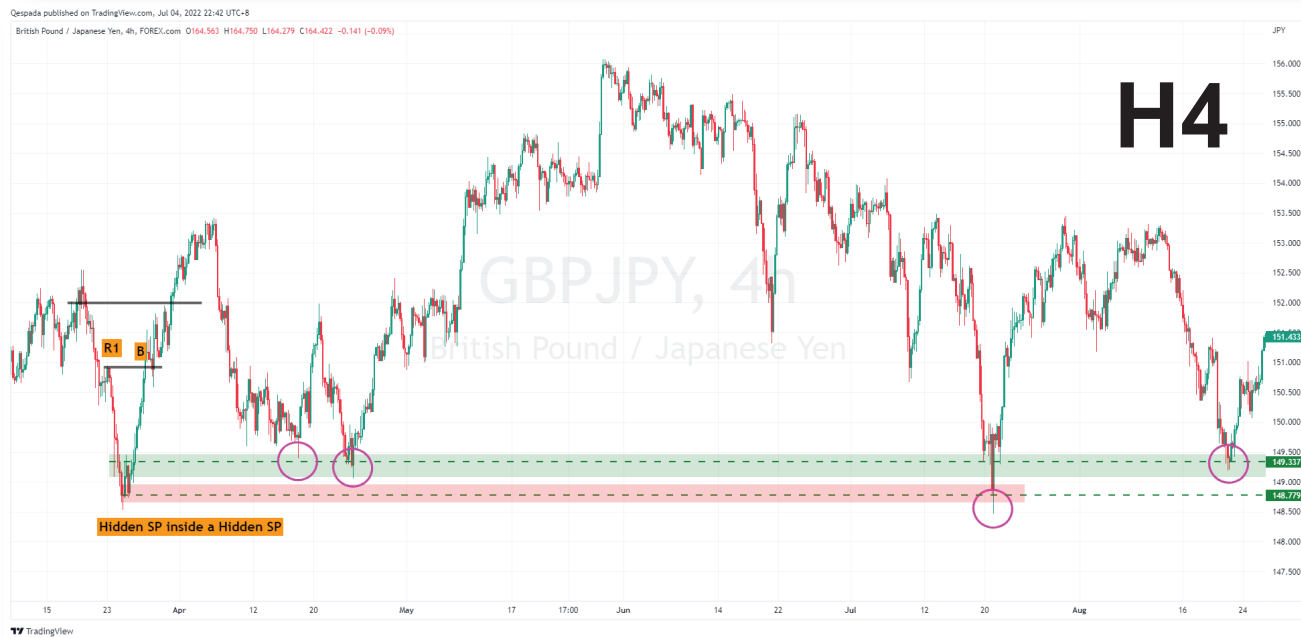 Qespada published on TradingView.com, Jul 04, 2022 22:42 UTC+8
British Pound / Japanese Yen, 4h, FOREX.com O164.563 H164.750 L164.279 C164.422 -0.141 (-0.09%)
JPY
H4
GBPJPY, 4h
British Pound / Japanese Yen
R1
B
Hidden SP inside a Hidden SP
156.000
155.000
154.500
154.000
153.500
153.000
152.500
152.000
151.433
151.000
150.500
150.000
149.500
149.337
149.000
148.779
148.500
148.000
147.500
15 23 Apr 12 20 May 17 17:00 Jun 14 22 Jul 12 20 Aug 16 24
TradingView